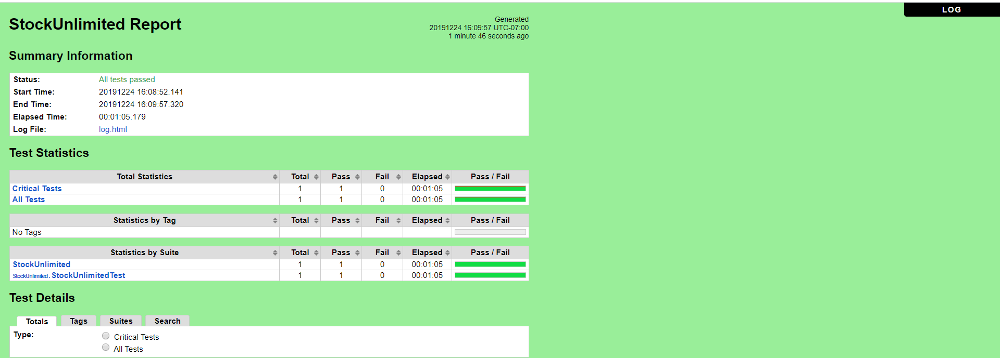 LOG
StockUnlimited Report
Generated
20191224 16:09:57 UTC-07:00
1 minute 46 seconds ago
Summary Information
Status: All tests passed
Start Time: 20191224 16:08:52.141
End Time: 20191224 16:09:57.320
Elapsed Time: 00:01:05.179
Log File: log.html
Test Statistics
Total Statistics Total Pass Fail Elapsed Pass / Fail
Critical Tests 1 1 0 00:01:05
All Tests 1 1 0 00:01:05
Statistics by Tag Total Pass Fail Elapsed Pass / Fail
No Tags
Statistics by Suite Total Pass Fail Elapsed Pass / Fail
StockUnlimited 1 1 0 00:01:05
StockUnlimited . StockUnlimitedTest 1 1 0 00:01:05
Test Details
Totals Tags Suites Search
Type: Critical Tests
All Tests